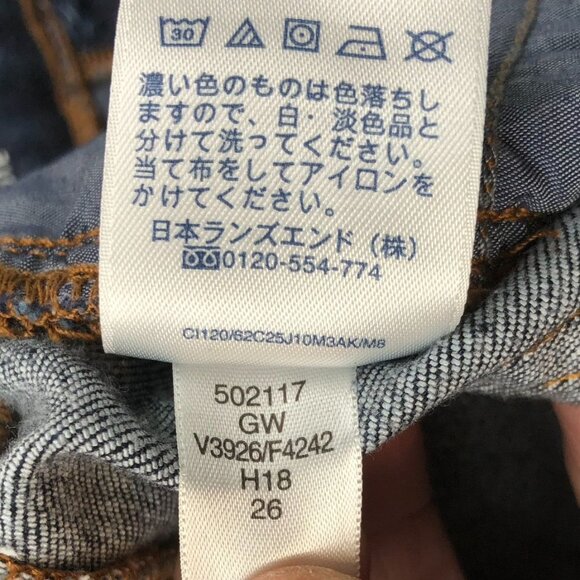 30
濃い色のものは色落ちし
ますので、白・淡色品と
分けて洗ってください。
当て布をしてアイロンを
かけてください。
日本ランズエンド（株）
0120-554-774
CI120/62C25J10M3AK/M8
502117
GW
V3926/F4242
H18
26